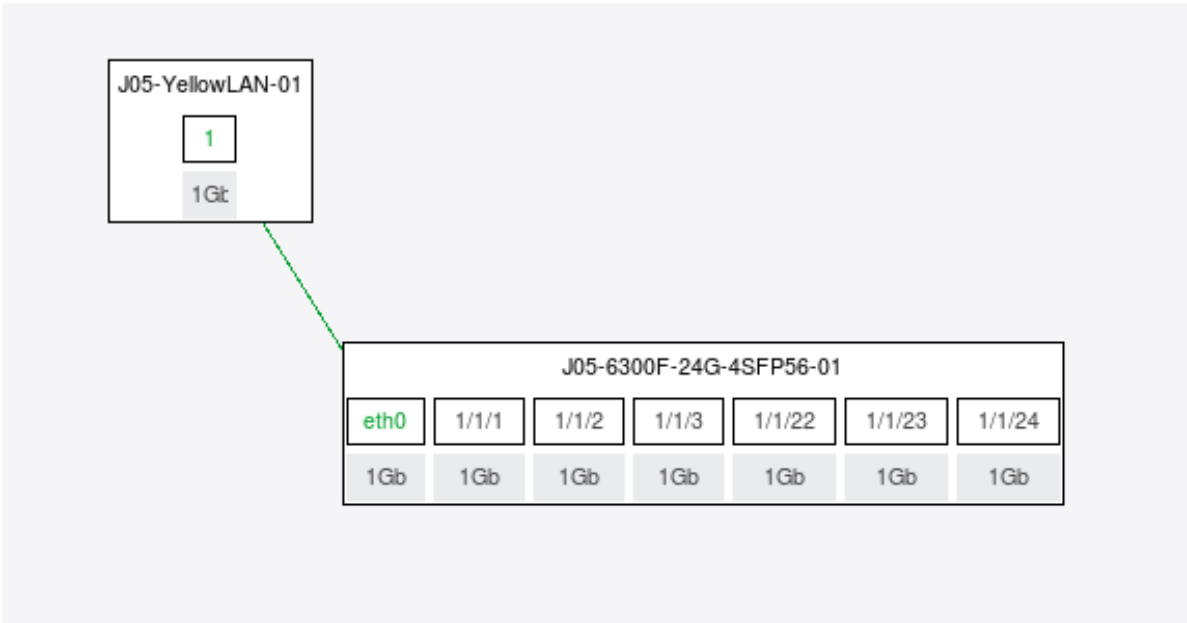 J05-YellowLAN-01
1
1Gb
J05-6300F-24G-4SFP56-01
eth0 1/1/1 1/1/2 1/1/3 1/1/22 1/1/23 1/1/24
1Gb 1Gb 1Gb 1Gb 1Gb 1Gb 1Gb